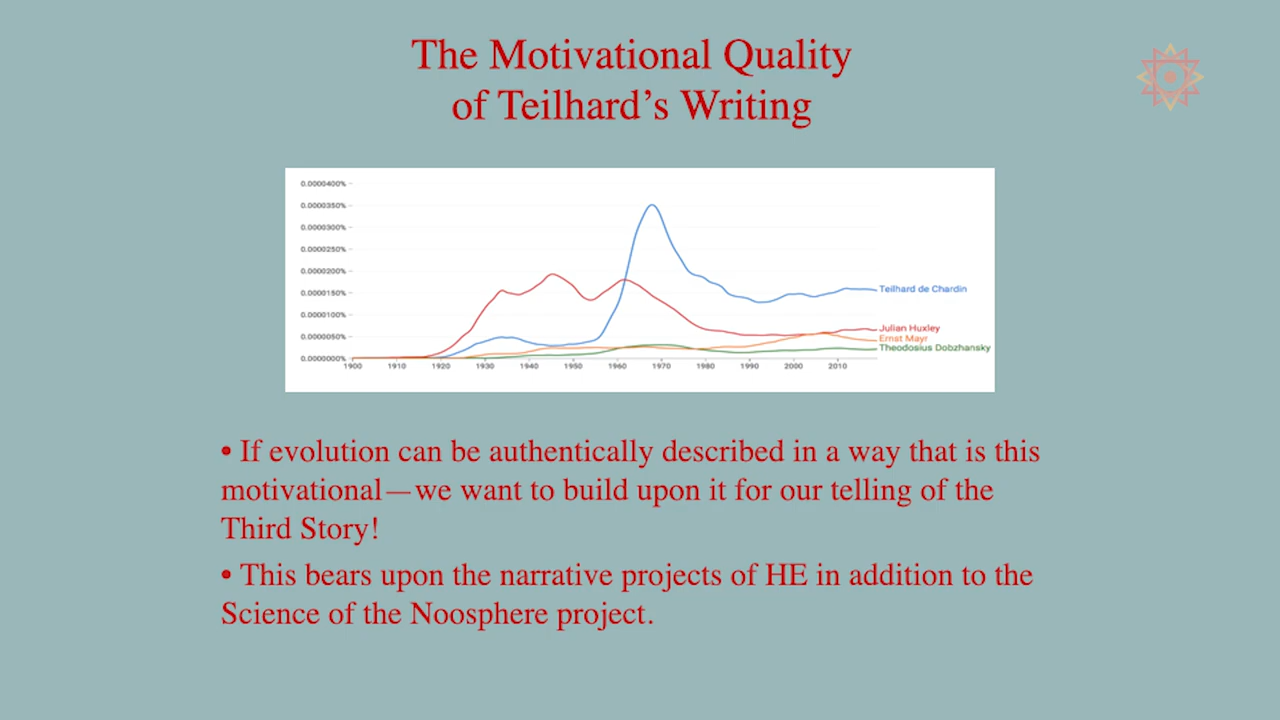 The Motivational Quality
of Teilhard’s Writing
0.0000400%
0.0000350%
0.0000300%
0.0000250%
0.0000200%
0.0000150%
0.0000100%
0.0000050%
0.0000000%
1900 1910 1920 1930 1940 1950 1960 1970 1980 1990 2000 2010
Teilhard de Chardin
Julian Huxley
Ernst Mayr
Theodosius Dobzhansky
• If evolution can be authentically described in a way that is this
motivational—we want to build upon it for our telling of the
Third Story!
• This bears upon the narrative projects of HE in addition to the
Science of the Noosphere project.